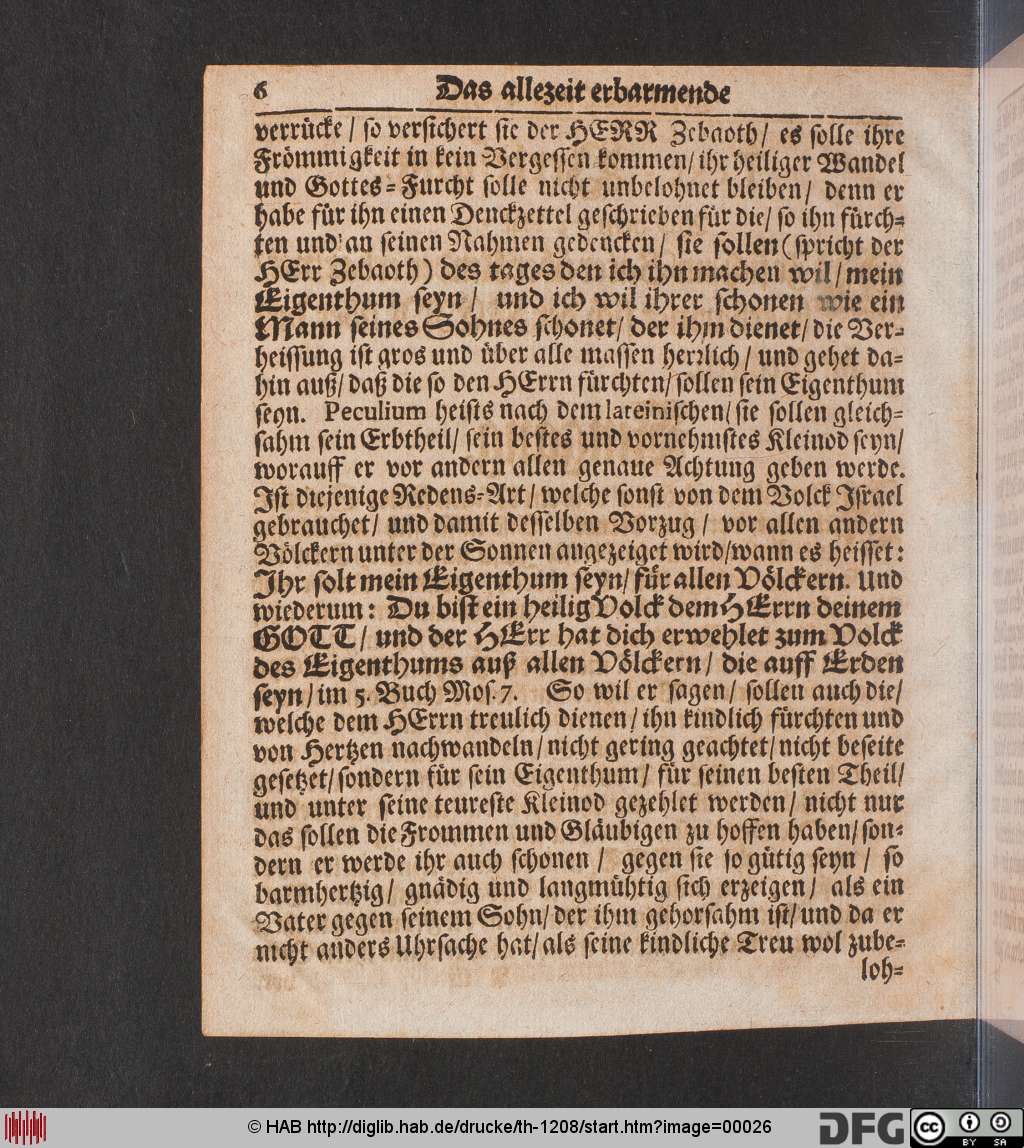 6 Das allezeit erbarmende
verrücke / so versichert sie der HERR Zebaoth / es solle ihre
Frömmigkeit in kein Vergessen kommen / ihr heiliger Wandel
und Gottes-Furcht solle nicht unbelohnet bleiben / denn er
habe für ihn einen Denckzettel geschrieben für die / so ihn fürch-
ten und an seinen Nahmen gedencken / sie sollen (spricht der
HErr Zebaoth) des tages den ich ihn machen wil / mein
Eigenthum seyn / und ich wil ihrer schonen wie ein
Mann seines Sohnes schonet / der ihm dienet / die Ver-
heissung ist gros und über alle massen herrlich / und gehet da-
hin auß / daß die so den HErrn fürchten / sollen sein Eigenthum
seyn. Peculium heists nach dem lateinischen / sie sollen gleich-
sahm sein Erbtheil / sein bestes und vornehmstes Kleinod seyn /
worauff er vor andern allen genaue Achtung geben werde.
Ist diejenige Redens-Art / welche sonst von dem Volck Israel
gebrauchet / und damit desselben Vorzug / vor allen andern
Völckern unter der Sonnen angezeiget wird / wann es heisset:
Ihr solt mein Eigenthum seyn / für allen Völckern. Und
wiederum: Du bist ein heilig Volck dem HErrn deinem
GOTT / und der HErr hat dich erwehlet zum Volck
des Eigenthums auß allen Völckern / die auff Erden
seyn / im 5. Buch Mos. 7. So wil er sagen / sollen auch die /
welche dem HErrn treulich dienen / ihn kindlich fürchten und
von Hertzen nachwandeln / nicht gering geachtet / nicht beseite
gesetzet / sondern für sein Eigenthum / für seinen besten Theil /
und unter seine teureste Kleinod gezehlet werden / nicht nur
das sollen die Frommen und Gläubigen zu hoffen haben / son-
dern er werde ihr auch schonen / gegen sie so gütig seyn / so
barmhertzig / gnädig und langmühtig sich erzeigen / als ein
Vater gegen seinem Sohn / der ihm gehorsahm ist / und da er
nicht anders Uhrsache hat / als seine kindliche Treu wol zube-
loh-
© HAB http://diglib.hab.de/drucke/th-1208/start.htm?image=00026
DFG cc BY SA